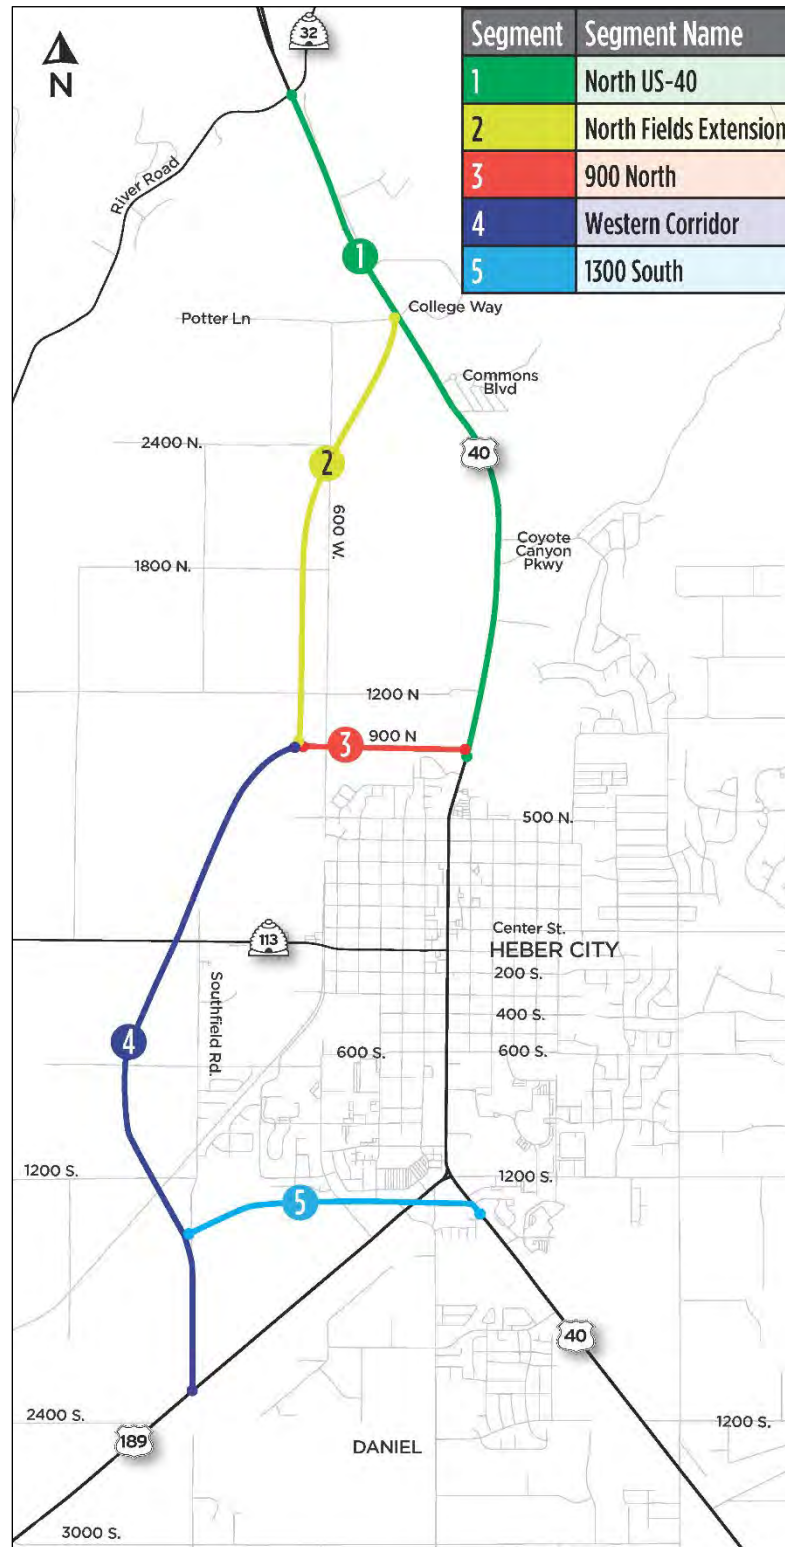 Segment Segment Name
1 North US-40
2 North Fields Extension
3 900 North
4 Western Corridor
5 1300 South
32
N
River Road
1
Potter Ln
College Way
Commons
Blvd
2400 N.
2
40
600 W.
Coyote
Canyon
Pkwy
1800 N.
1200 N
900 N
3
500 N.
113
Center St.
HEBER CITY
200 S.
Southfield Rd.
400 S.
4
600 S.
600 S.
1200 S.
1200 S.
5
40
2400 S.
1200 S.
189
DANIEL
3000 S.